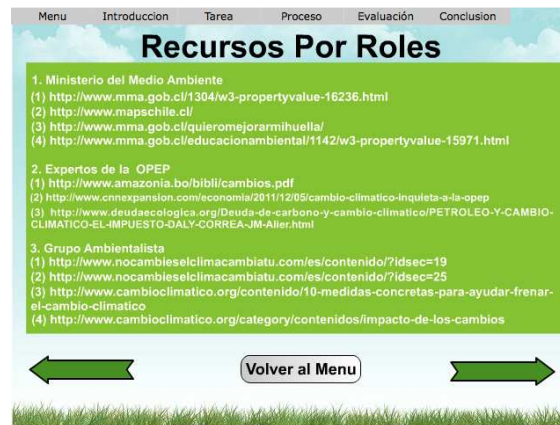 Menu Introduccion Tarea Proceso Evaluación Conclusion
Recursos Por Roles
1. Ministerio del Medio Ambiente
(1) http://www.mma.gob.cl/1304/w3-propertyvalue-16236.html
(2) http://www.mapschile.cl/
(3) http://www.mma.gob.cl/quieromejorarmihuella/
(4) http://www.mma.gob.cl/educacionambiental/1142/w3-propertyvalue-15971.html
2. Expertos de la OPEP
(1) http://www.amazonia.bo/bibli/cambios.pdf
(2) http://www.cnnexpansion.com/economia/2011/12/05/cambio-climatico-inquieta-a-la-opep
(3) http://www.deudaecologica.org/Deuda-de-carbono-y-cambio-climatico/PETROLEO-Y-CAMBIO-
CLIMATICO-EL-IMPUESTO-DALY-CORREA-JM-Alier.html
3. Grupo Ambientalista
(1) http://www.nocambieselclimacambiatu.com/es/contenido/?idsec=19
(2) http://www.nocambieselclimacambiatu.com/es/contenido/?idsec=25
(3) http://www.cambioclimatico.org/contenido/10-medidas-concretas-para-ayudar-frenar-
el-cambio-climatico
(4) http://www.cambioclimatico.org/category/contenidos/impacto-de-los-cambios
Volver al Menu